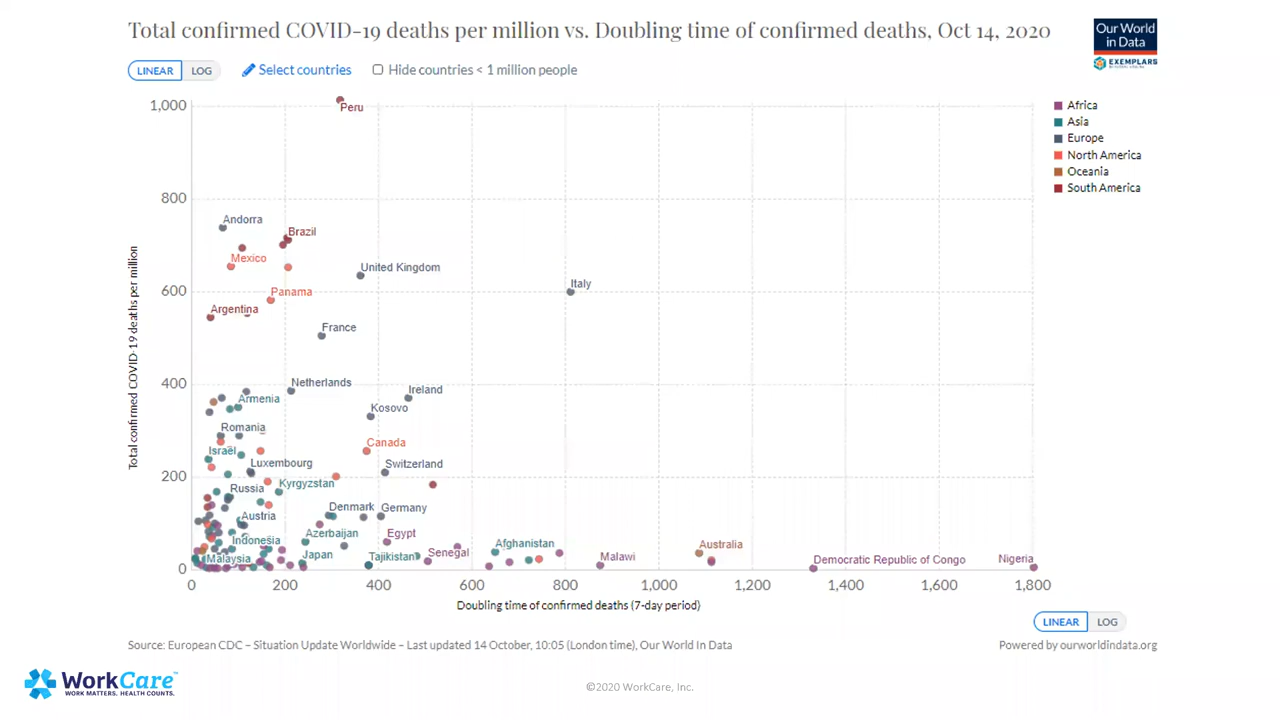 Total confirmed COVID-19 deaths per million vs. Doubling time of confirmed deaths, Oct 14, 2020
Our World
in Data
EXEMPLARS
LINEAR LOG
Select countries
Hide countries < 1 million people
1,000
800
600
400
200
0
Total confirmed COVID-19 deaths per million
Peru
Andorra
Brazil
Mexico
United Kingdom
Italy
Panama
Argentina
France
Netherlands
Ireland
Armenia
Kosovo
Romania
Canada
Israel
Luxembourg
Switzerland
Russia
Kyrgyzstan
Denmark
Germany
Austria
Azerbaijan
Egypt
Indonesia
Afghanistan
Australia
Malaysia
Japan
Tajikistan
Senegal
Malawi
Democratic Republic of Congo
Nigeria
0 200 400 600 800 1,000 1,200 1,400 1,600 1,800
Doubling time of confirmed deaths (7-day period)
Africa
Asia
Europe
North America
Oceania
South America
LINEAR LOG
Source: European CDC – Situation Update Worldwide – Last updated 14 October, 10:05 (London time), Our World In Data
Powered by ourworldindata.org
WorkCare™
WORK MATTERS. HEALTH COUNTS.
©2020 WorkCare, Inc.